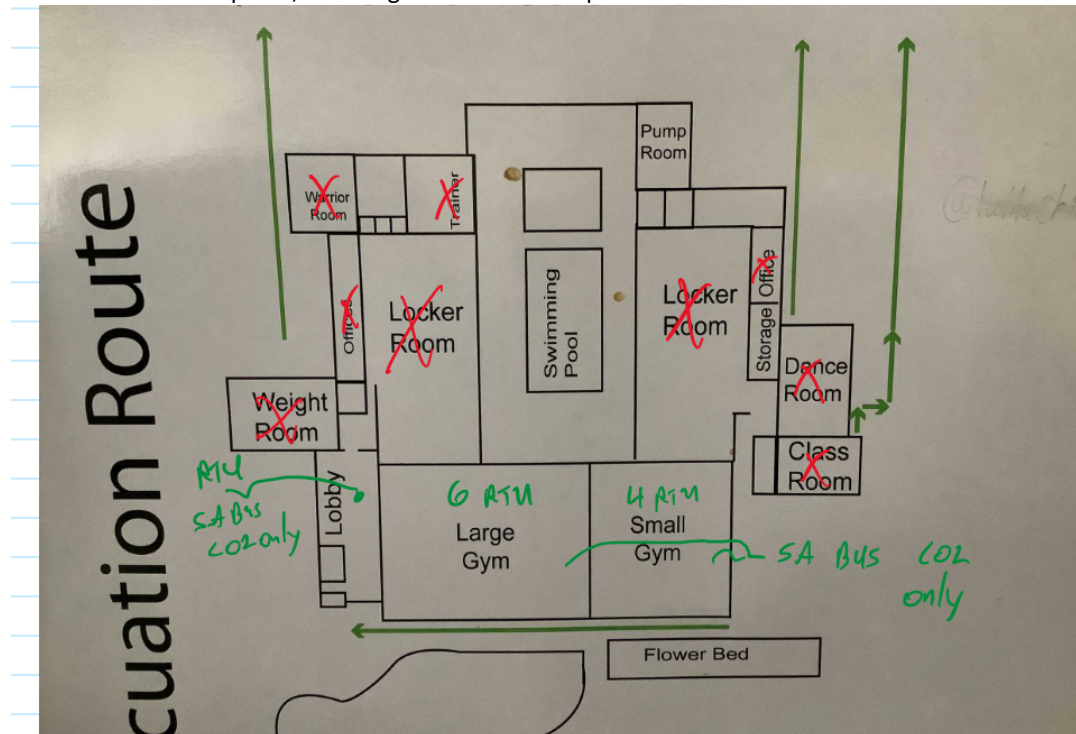 cuation Route
Pump
Room
Warrior
Room
Trainer
Office
Locker
Room
Swimming
Pool
Locker
Room
Storage
Office
Dance
Room
Weight
Room
Class
Room
Lobby
RTU
SA Bus
CO2 only
6 RTU
Large
Gym
4 RTU
Small
Gym
SA BUS CO2
only
Flower Bed